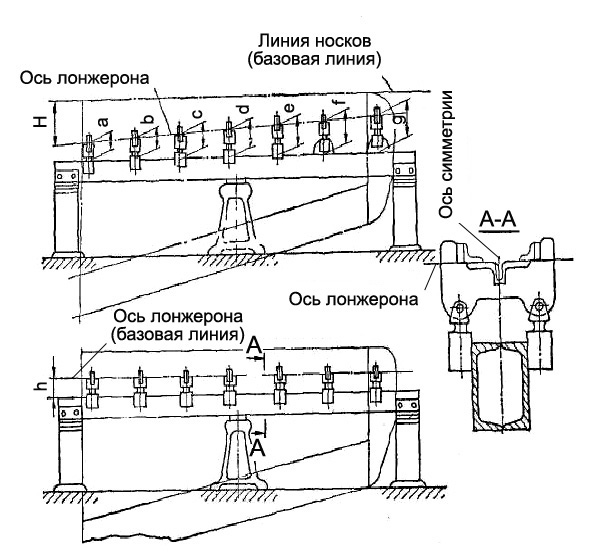 Линия носков
(базовая линия)
Ось лонжерона
H
a
b
c
d
e
f
g
Ось симметрии
А-А
Ось лонжерона
Ось лонжерона
(базовая линия)
А
h
А